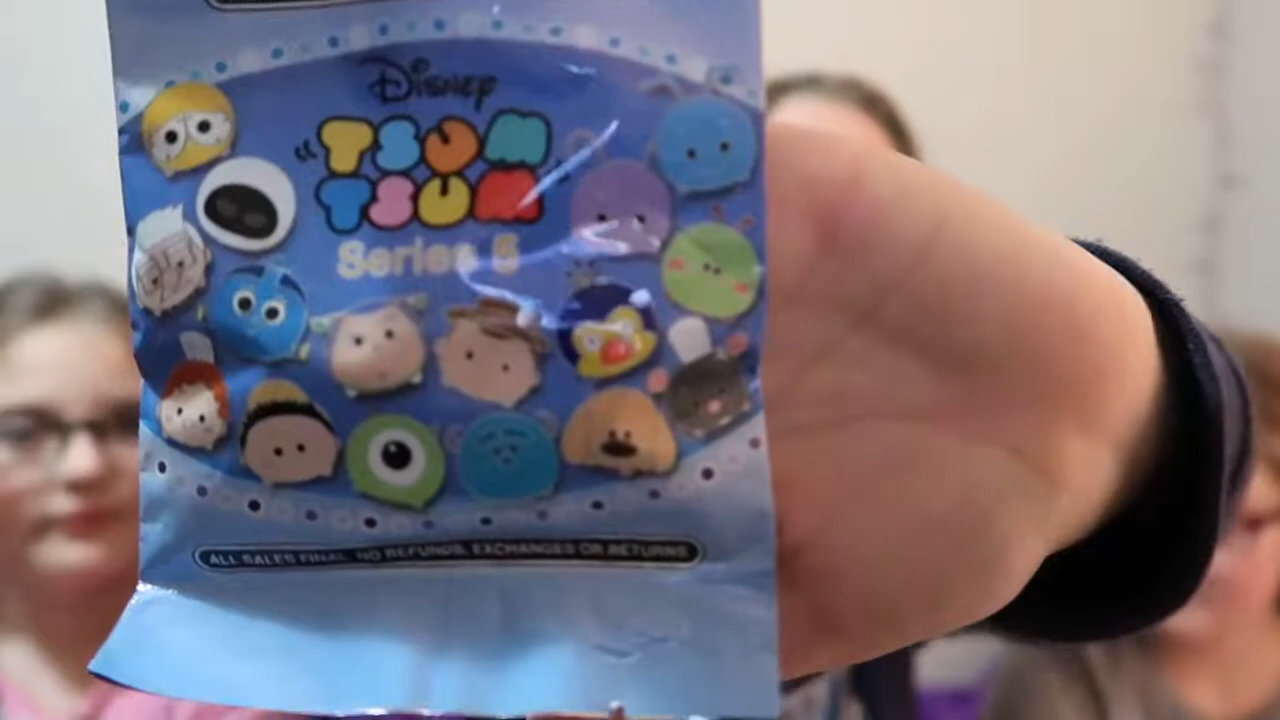 Disney
"TSUM
TSUM"
Series 5
ALL SALES FINAL. NO REFUNDS, EXCHANGES OR RETURNS